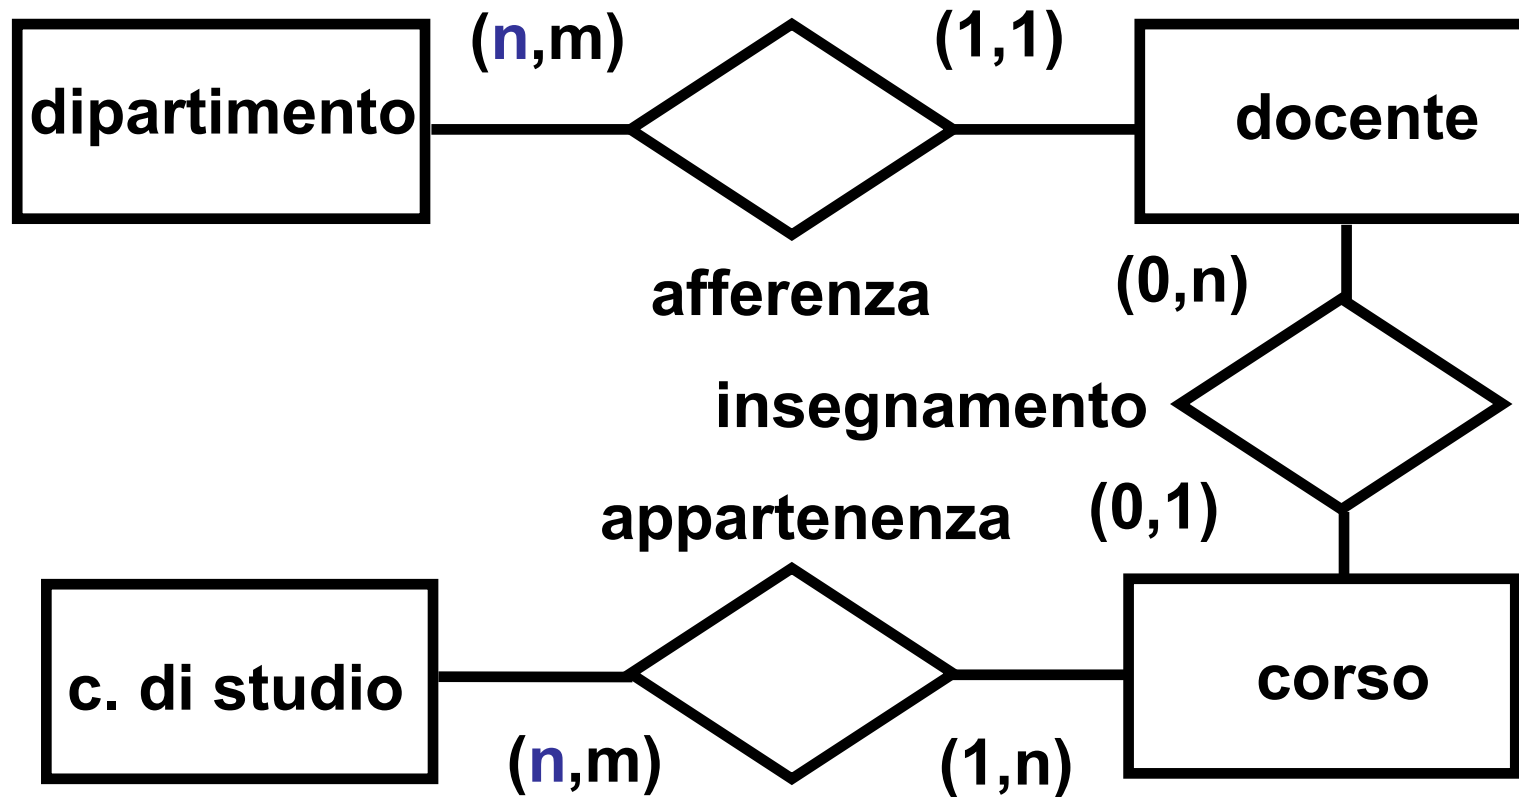 (n,m)
(1,1)
dipartimento
docente
afferenza
(0,n)
insegnamento
appartenenza
(0,1)
c. di studio
corso
(n,m)
(1,n)